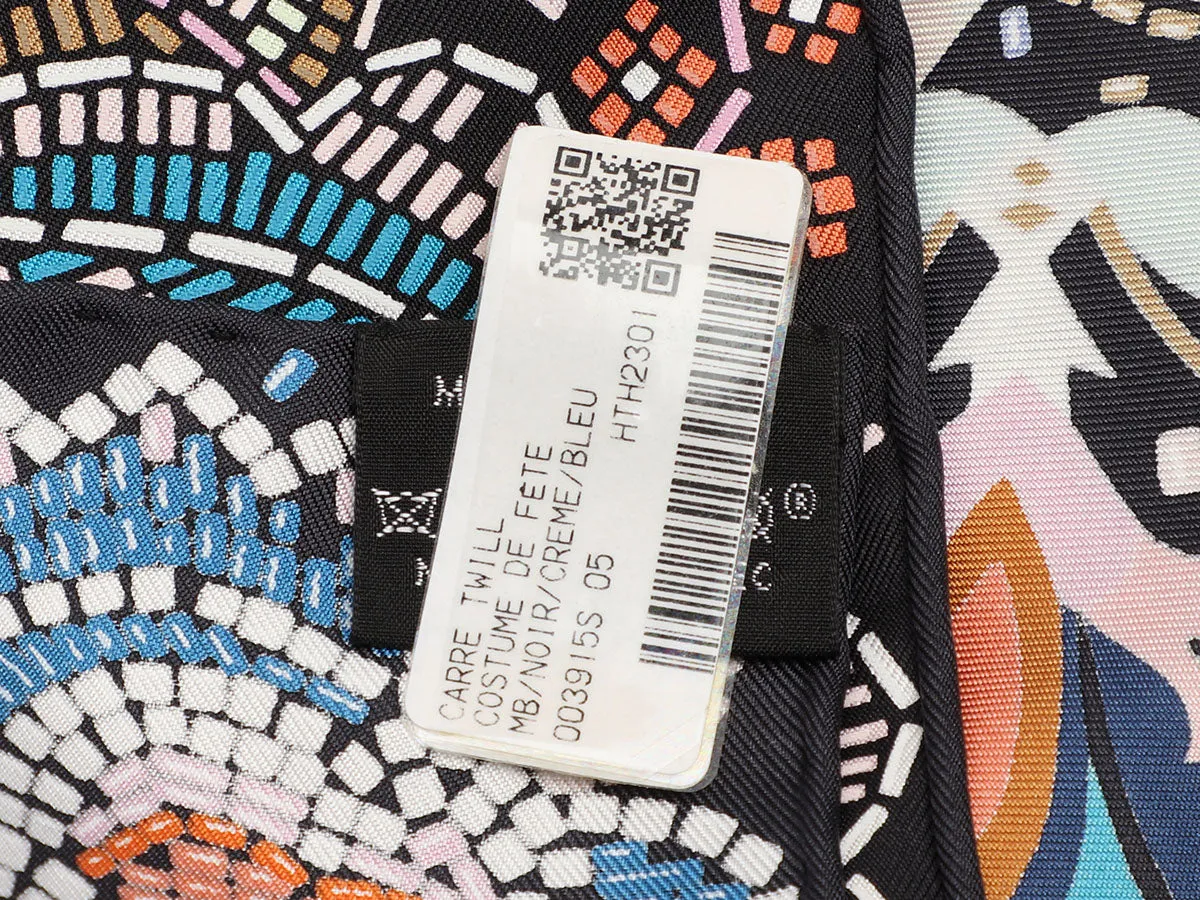 CARRE TWILL
COSTUME DE FETE
MB/NOIR/CREME/BLEU
003915S 05
HTH2301
M
®
C